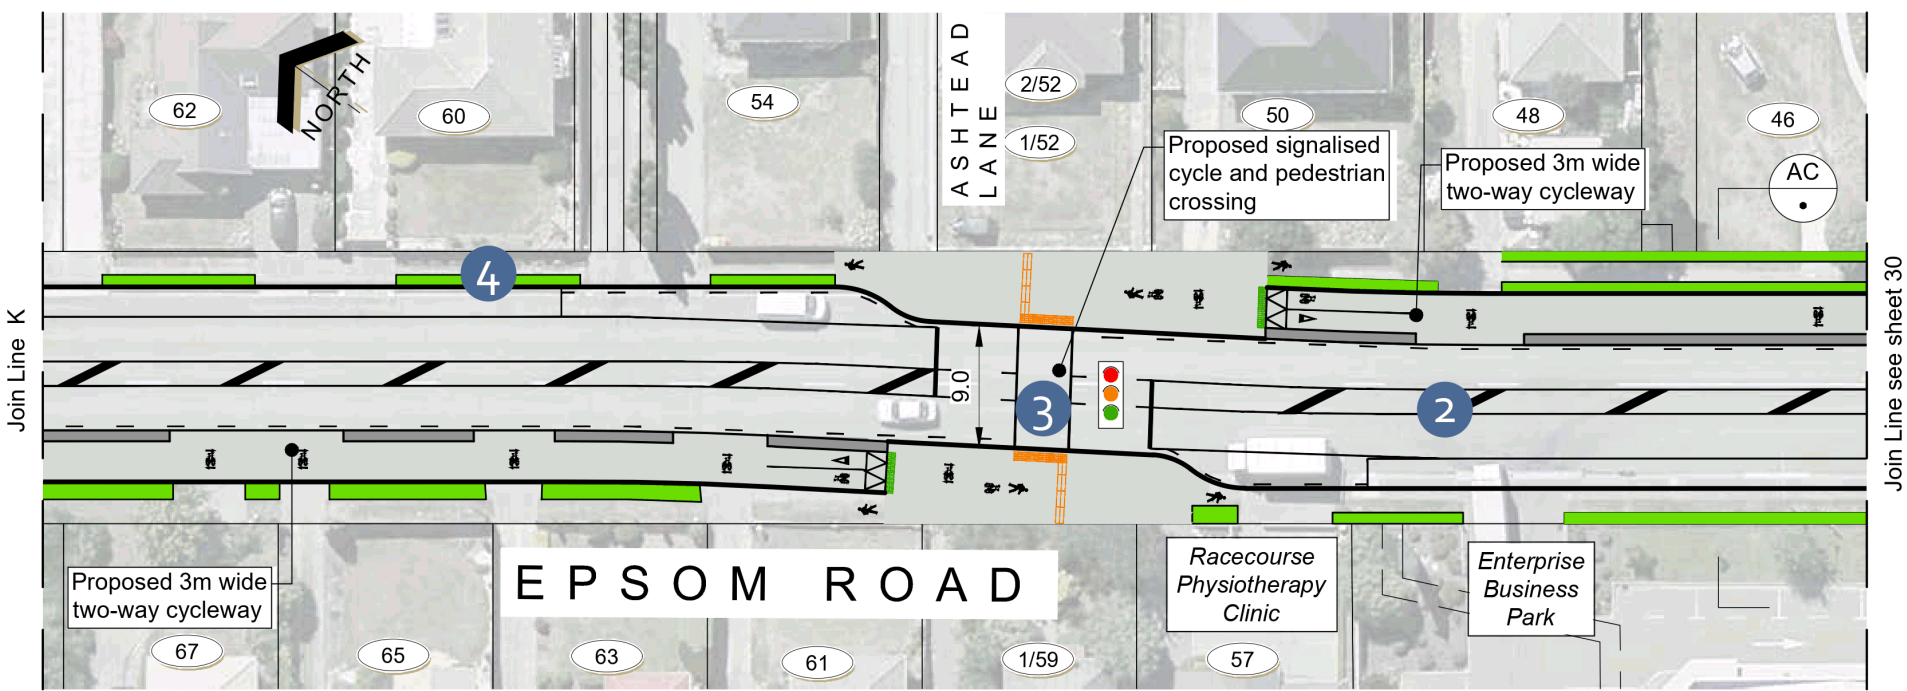 NORTH
62
60
54
ASHTEAD
LANE
2/52
1/52
50
48
46
AC
Proposed signalised
cycle and pedestrian
crossing
Proposed 3m wide
two-way cycleway
4
Join Line K
9.0
3
2
Join Line see sheet 30
Proposed 3m wide
two-way cycleway
EPSOM ROAD
Racecourse
Physiotherapy
Clinic
Enterprise
Business
Park
67
65
63
61
1/59
57